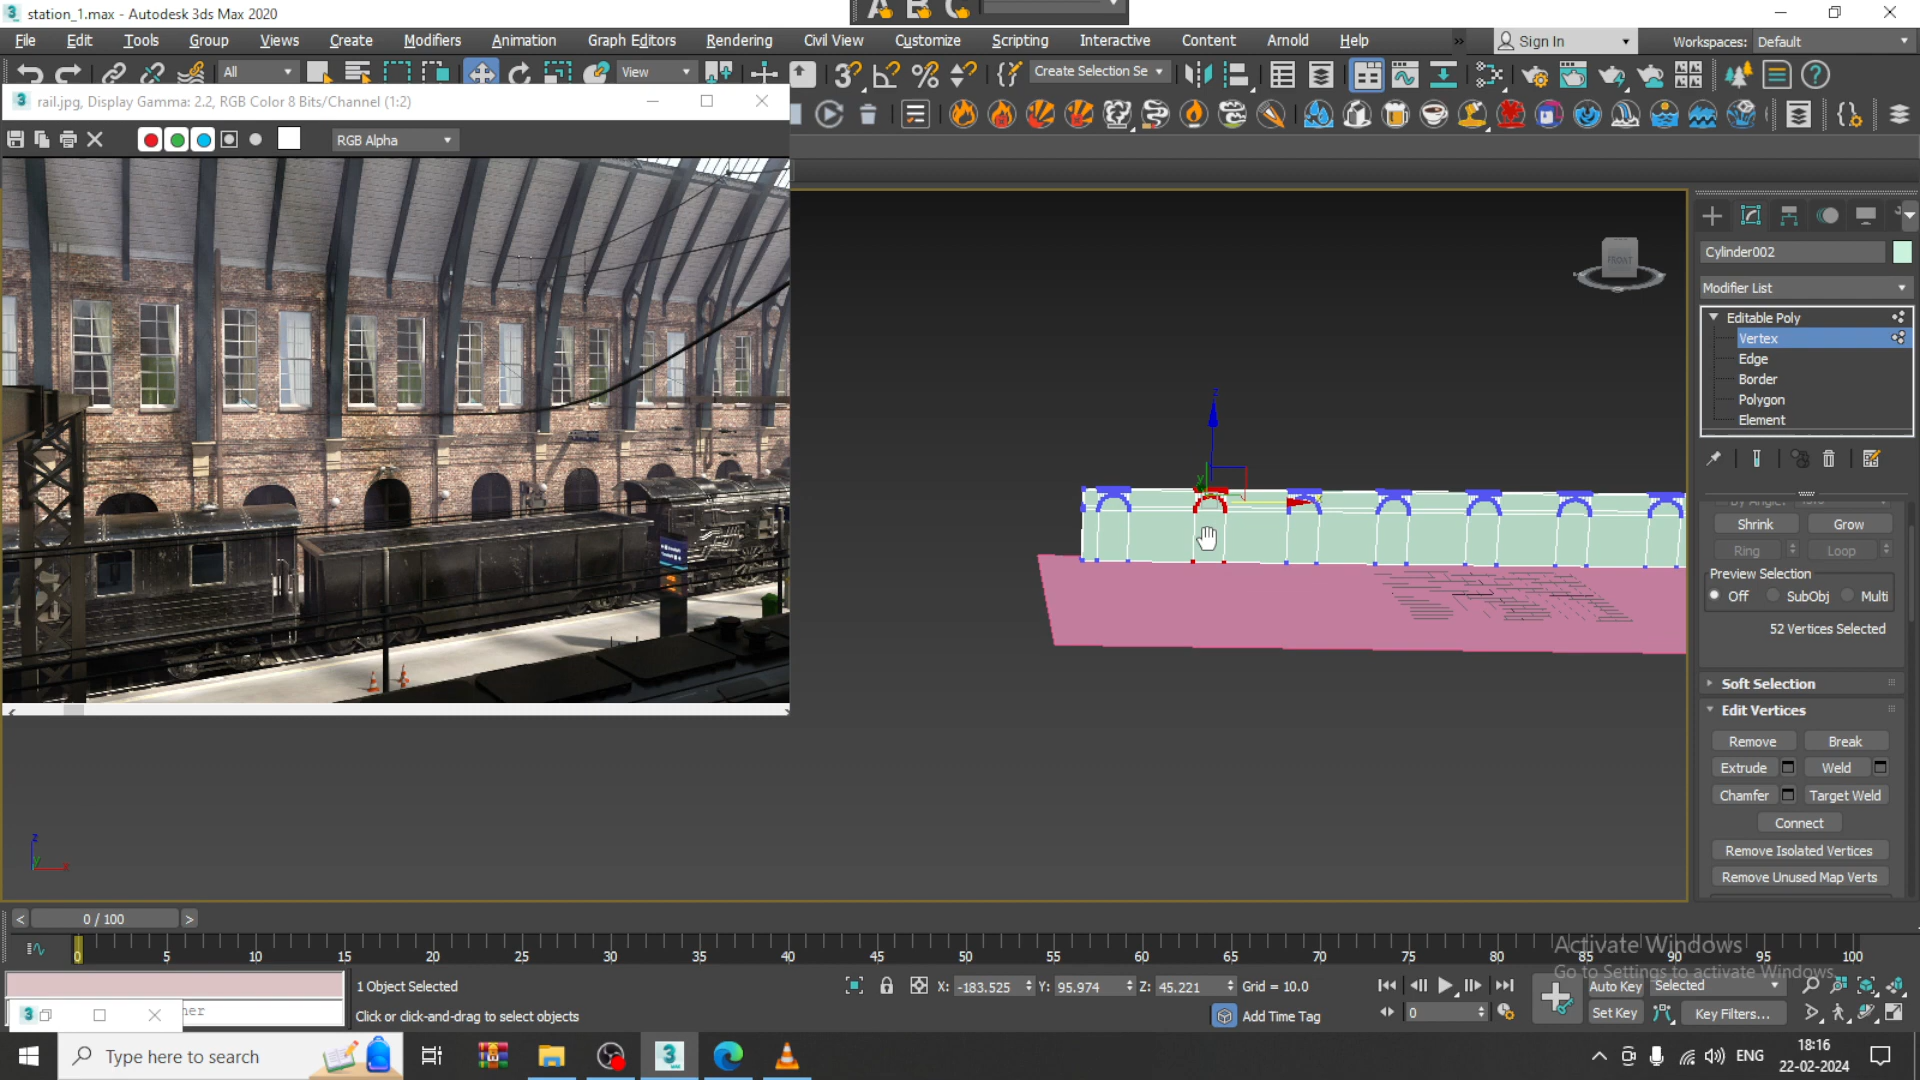 station_1.max - Autodesk 3ds Max 2020
File Edit Tools Group Views Create Modifiers Animation Graph Editors Rendering Civil View Customize Scripting Interactive Content Arnold Help
Sign In
Workspaces: Default
All
View
Create Selection Se
rail.jpg, Display Gamma: 2.2, RGB Color 8 Bits/Channel (1:2)
RGB Alpha
FRONT
Cylinder002
Modifier List
Editable Poly
Vertex
Edge
Border
Polygon
Element
Shrink Grow
Ring Loop
Preview Selection
Off SubObj Multi
52 Vertices Selected
Soft Selection
Edit Vertices
Remove Break
Extrude Weld
Chamfer Target Weld
Connect
Remove Isolated Vertices
Remove Unused Map Verts
z
y
x
< 0 / 100 >
0 5 10 15 20 25 30 35 40 45 50 55 60 65 70 75 80 85 90 95 100
Activate Windows
Go to Settings to activate Windows.
1 Object Selected
Click or click-and-drag to select objects
X: -183.525 Y: 95.974 Z: 45.221 Grid = 10.0
Add Time Tag
0
Auto Key Selected
Set Key Key Filters...
Type here to search
ENG
18:16
22-02-2024